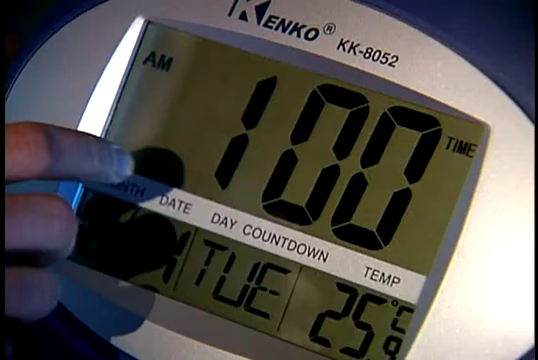 KENKO® KK-8052
AM
1 00 TIME
DATE DAY COUNTDOWN TEMP
TUE 25°C